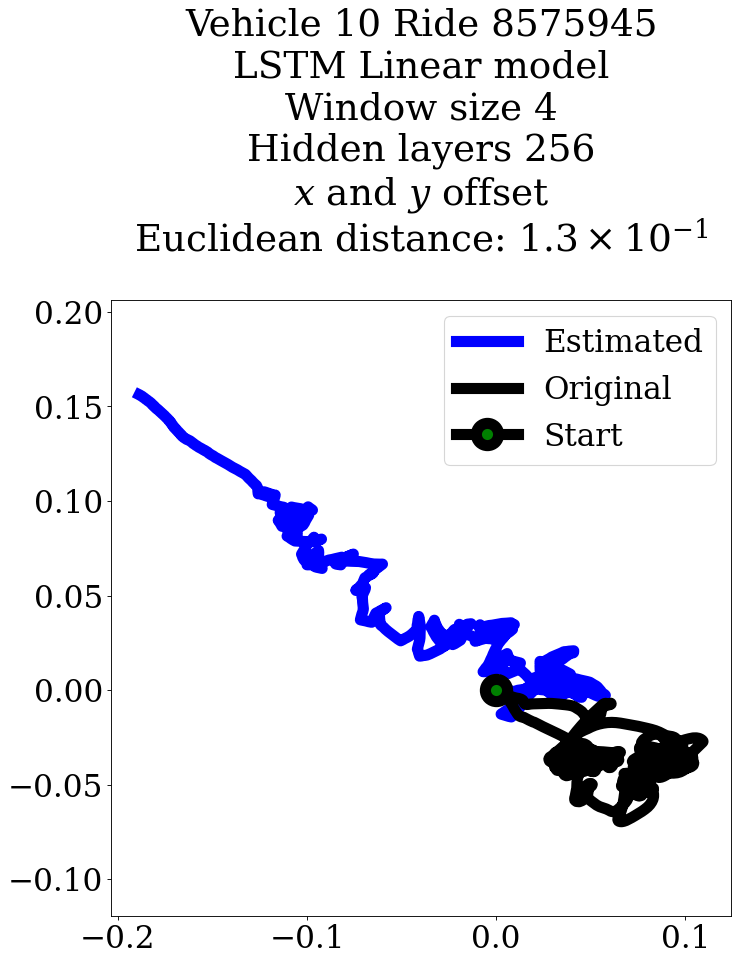 Vehicle 10 Ride 8575945
LSTM Linear model
Window size 4
Hidden layers 256
x and y offset
Euclidean distance: 1.3 × 10⁻¹
0.20
0.15
0.10
0.05
0.00
−0.05
−0.10
Estimated
Original
Start
−0.2
−0.1
0.0
0.1